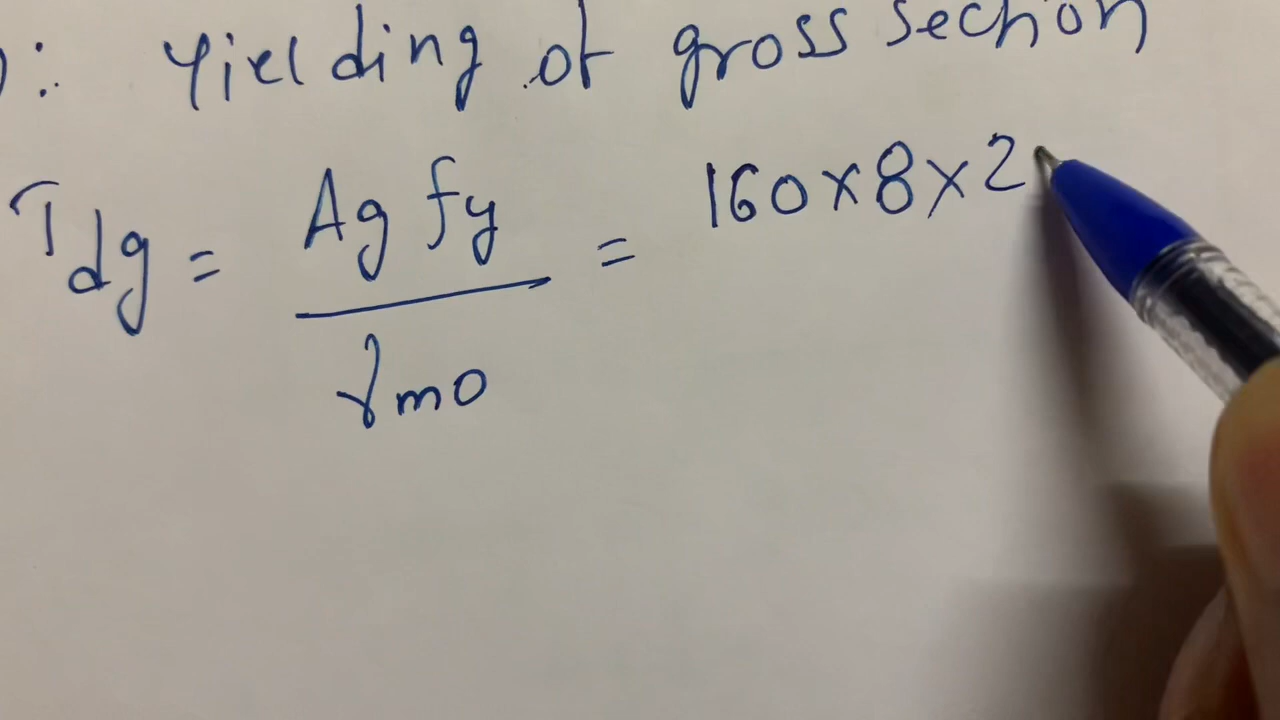 ): Yielding of gross section
Tdg = Ag fy / γmo = 160×8×2